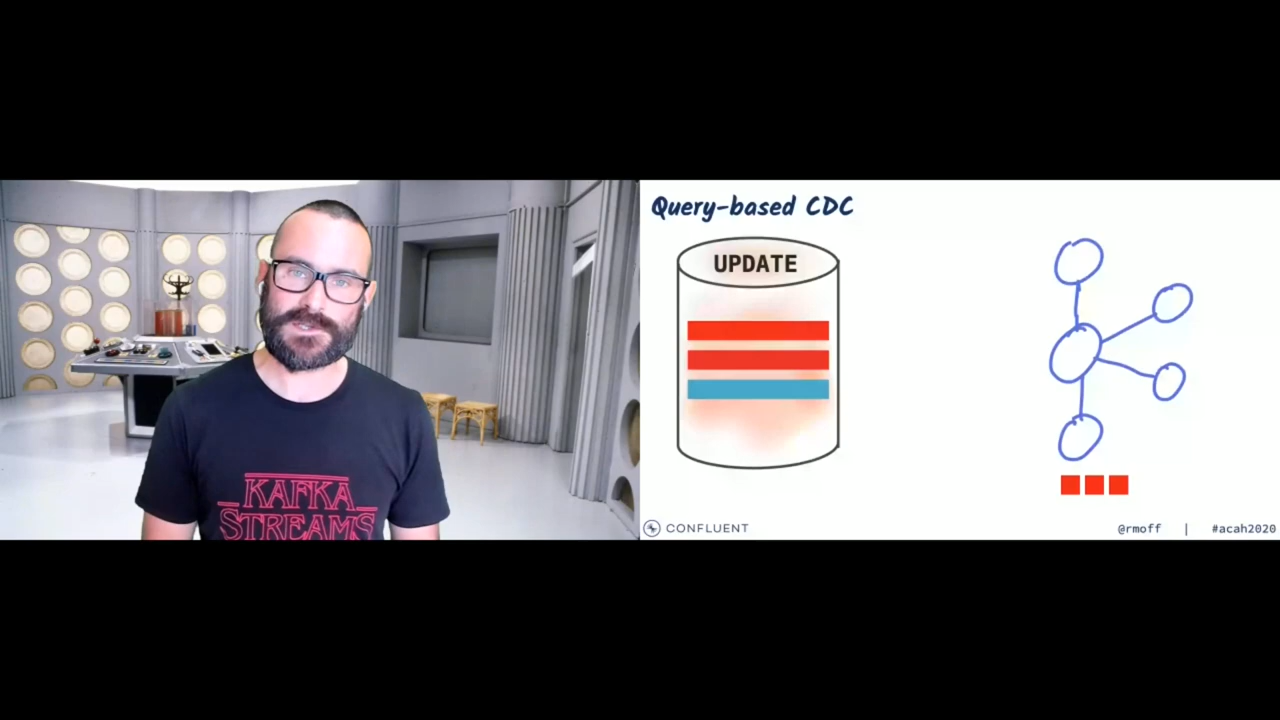 KAFKA
STREAMS
Query-based CDC
UPDATE
CONFLUENT
@rmoff | #acah2020